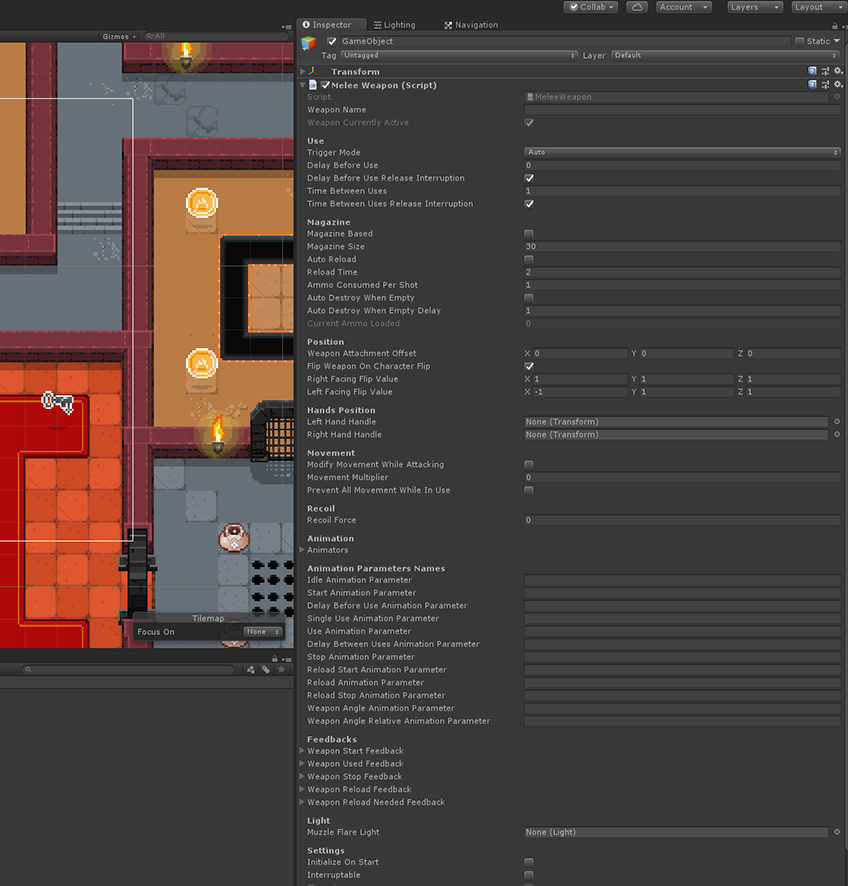 Collab Account Layers Layout
Inspector Lighting Navigation
Gizmos All
GameObject Static
Tag Untagged Layer Default
Transform
Melee Weapon (Script)
Script MeleeWeapon
Weapon Name
Weapon Currently Active
Use
Trigger Mode Auto
Delay Before Use 0
Delay Before Use Release Interruption
Time Between Uses 1
Time Between Uses Release Interruption
Magazine
Magazine Based
Magazine Size 30
Auto Reload
Reload Time 2
Ammo Consumed Per Shot 1
Auto Destroy When Empty
Auto Destroy When Empty Delay 1
Current Ammo Loaded 0
Position
Weapon Attachment Offset X 0 Y 0 Z 0
Flip Weapon On Character Flip
Right Facing Flip Value X 1 Y 1 Z 1
Left Facing Flip Value X -1 Y 1 Z 1
Hands Position
Left Hand Handle None (Transform)
Right Hand Handle None (Transform)
Movement
Modify Movement While Attacking
Movement Multiplier 0
Prevent All Movement While In Use
Recoil
Recoil Force 0
Animation
Animators
Animation Parameters Names
Idle Animation Parameter
Start Animation Parameter
Delay Before Use Animation Parameter
Single Use Animation Parameter
Use Animation Parameter
Delay Between Uses Animation Parameter
Stop Animation Parameter
Reload Start Animation Parameter
Reload Animation Parameter
Reload Stop Animation Parameter
Weapon Angle Animation Parameter
Weapon Angle Relative Animation Parameter
Feedbacks
Weapon Start Feedback
Weapon Used Feedback
Weapon Stop Feedback
Weapon Reload Feedback
Weapon Reload Needed Feedback
Light
Muzzle Flare Light None (Light)
Settings
Initialize On Start
Interruptable
Tilemap
Focus On None